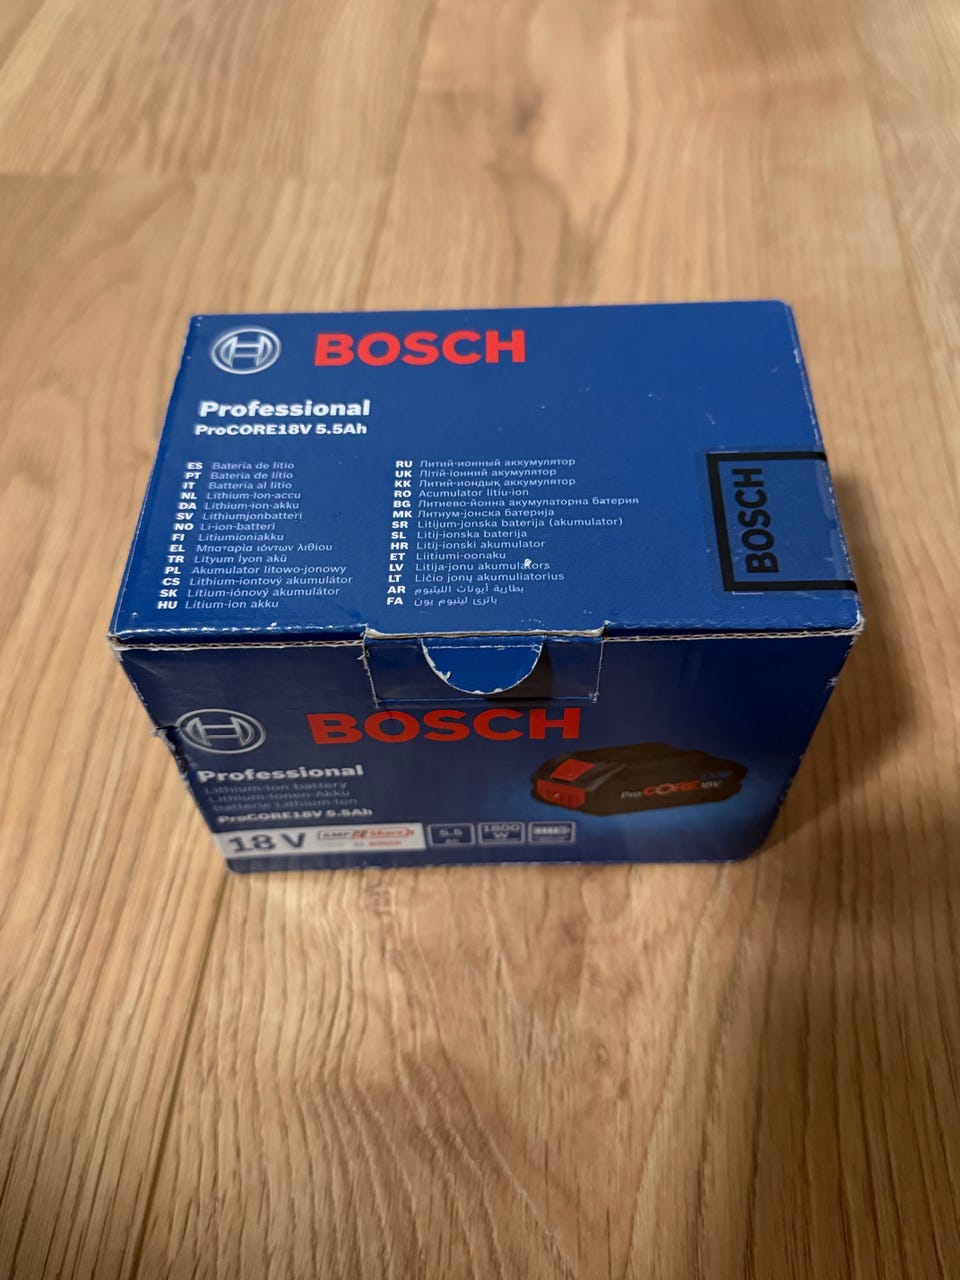 BOSCH
Professional
ProCORE18V 5.5Ah
ES Batería de litio
PT Bateria de lítio
IT Batteria al litio
NL Lithium-Ion-accu
DA Lithium-ion-akku
SV Lithiumjonbatteri
NO Li-ion-batteri
FI Litiumioniakku
EL Μπαταρία ιόντων λιθίου
TR Lityum iyon akü
PL Akumulator litowo-jonowy
CS Lithium-iontový akumulátor
SK Lítium-iónový akumulátor
HU Lítium-ion akku
RU Литий-ионный аккумулятор
UK Літій-іонний акумулятор
KK Литий-иондық аккумулятор
RO Acumulator litiu-ion
BG Литиево-йонна акумулаторна батерия
MK Литиум-јонска батерија
SR Litijum-jonska baterija (akumulator)
SL Litij-ionska baterija
HR Litij-ionski akumulator
ET Liitiumi-oonaku
LV Litija-jonu akumulators
LT Ličio jonų akumuliatorius
AR بطارية أيونات الليثيوم
FA باتری لیتیوم یون
BOSCH
BOSCH
Professional
Lithium-Ion battery
Lithium-Ionen-Akku
Batterie Lithium-Ion
ProCORE18V 5.5Ah
18 V
AMPShare
BOSCH
5.5
Ah
1800
W
ProCORE18V